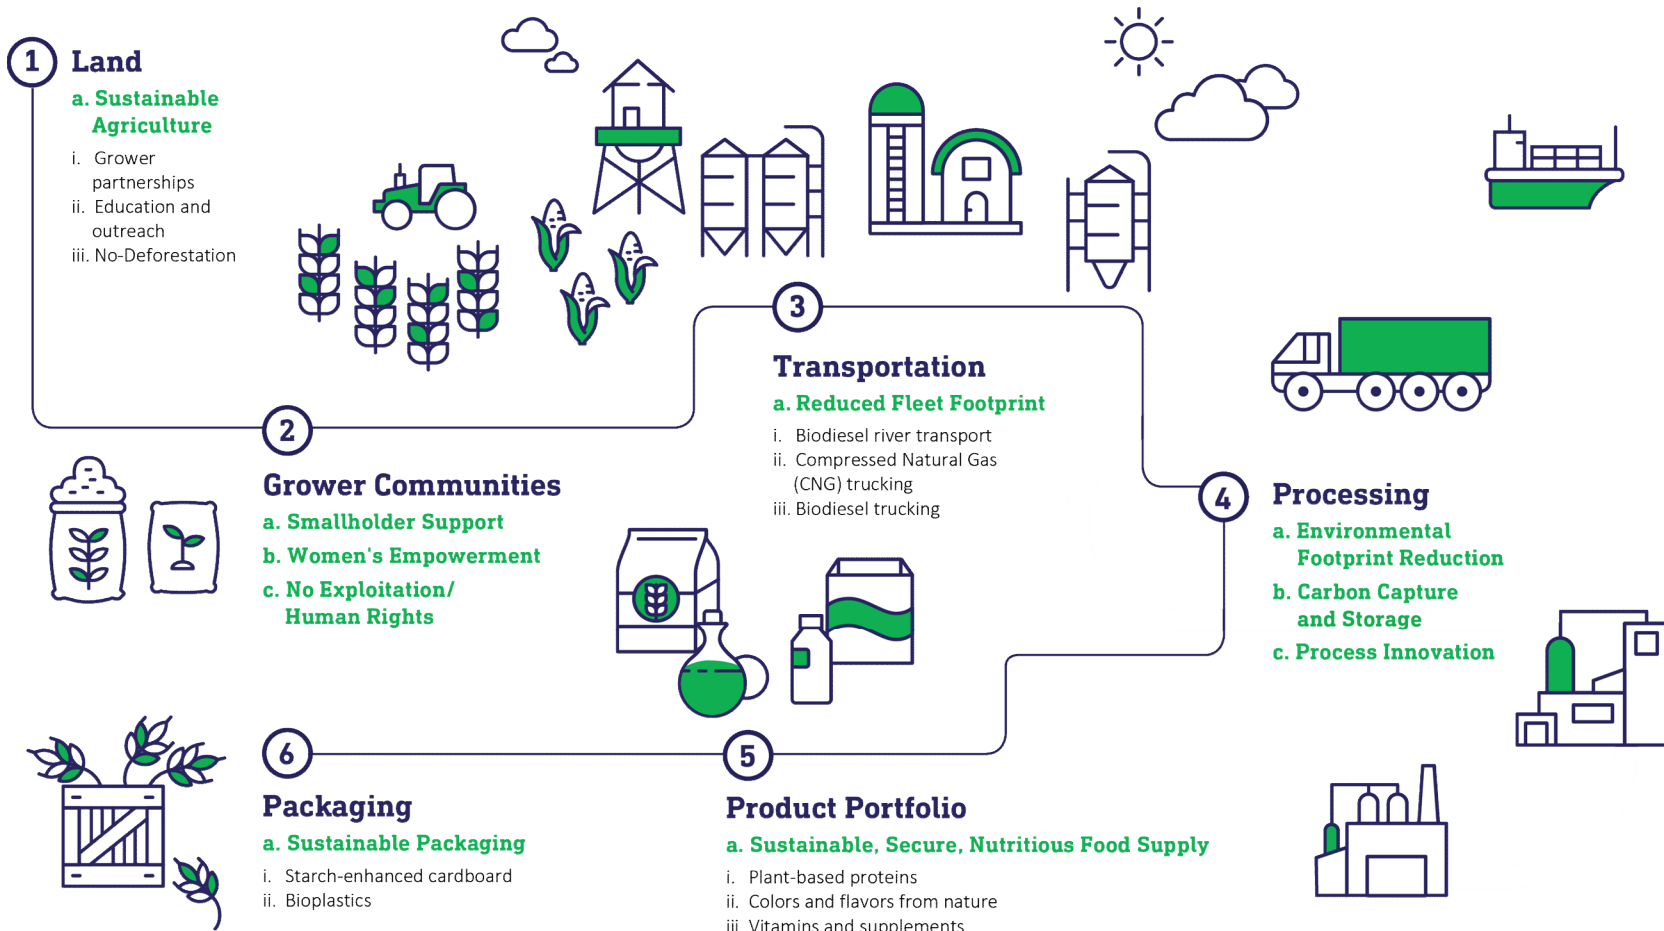 1 Land
a. Sustainable
Agriculture
i. Grower
partnerships
ii. Education and
outreach
iii. No-Deforestation
2
Grower Communities
a. Smallholder Support
b. Women's Empowerment
c. No Exploitation/
Human Rights
3
Transportation
a. Reduced Fleet Footprint
i. Biodiesel river transport
ii. Compressed Natural Gas
(CNG) trucking
iii. Biodiesel trucking
4 Processing
a. Environmental
Footprint Reduction
b. Carbon Capture
and Storage
c. Process Innovation
5
Product Portfolio
a. Sustainable, Secure, Nutritious Food Supply
i. Plant-based proteins
ii. Colors and flavors from nature
iii. Vitamins and supplements
6
Packaging
a. Sustainable Packaging
i. Starch-enhanced cardboard
ii. Bioplastics